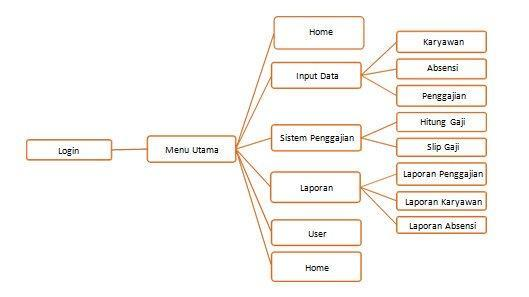 Login
Menu Utama
Home
Input Data
Karyawan
Absensi
Penggajian
Sistem Penggajian
Hitung Gaji
Slip Gaji
Laporan
Laporan Penggajian
Laporan Karyawan
Laporan Absensi
User
Home